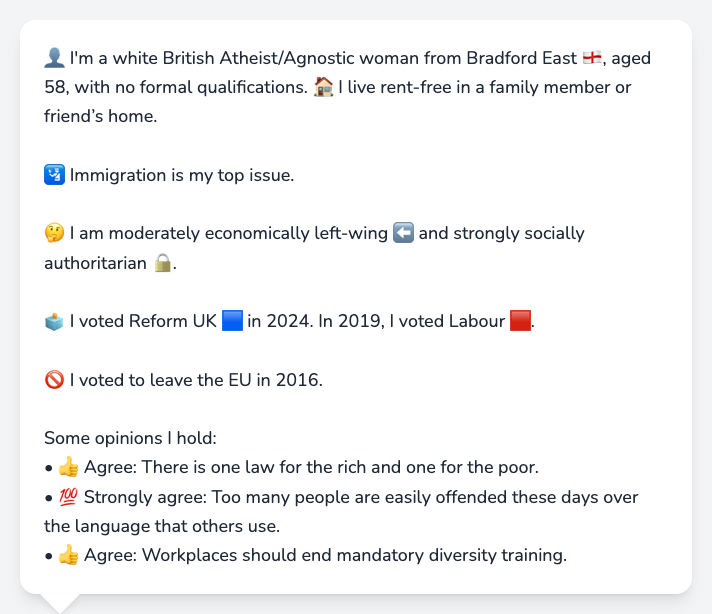 👤 I'm a white British Atheist/Agnostic woman from Bradford East 🏴󠁧󠁢󠁥󠁮󠁧󠁿, aged
58, with no formal qualifications. 🏠 I live rent-free in a family member or
friend’s home.
🛂 Immigration is my top issue.
🤔 I am moderately economically left-wing ⬅️ and strongly socially
authoritarian 🔒.
🗳️ I voted Reform UK 🟦 in 2024. In 2019, I voted Labour 🟥.
🚫 I voted to leave the EU in 2016.
Some opinions I hold:
• 👍 Agree: There is one law for the rich and one for the poor.
• 💯 Strongly agree: Too many people are easily offended these days over
the language that others use.
• 👍 Agree: Workplaces should end mandatory diversity training.